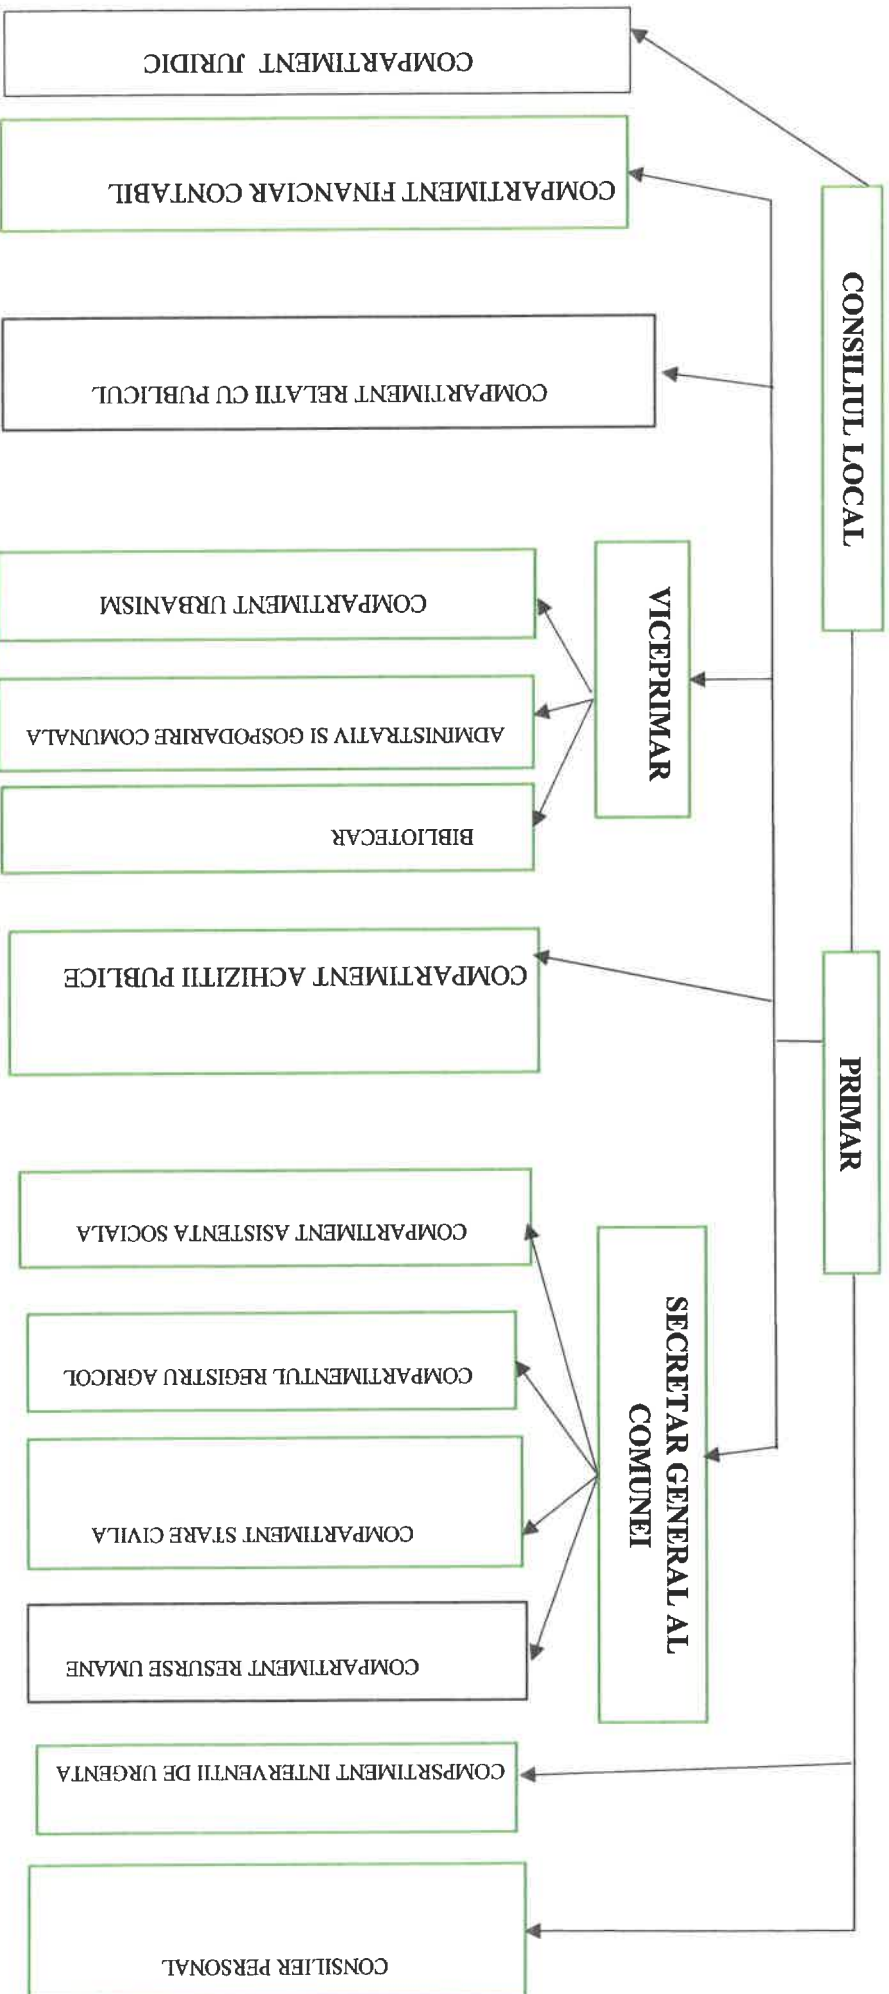 CONSILIUL LOCAL
PRIMAR
VICEPRIMAR
SECRETAR GENERAL AL
COMUNEI
COMPARTIMENT JURIDIC
COMPARTIMENT FINANCIAR CONTABIL
COMPARTIMENT RELATII CU PUBLICUL
COMPARTIMENT URBANISM
ADMINISTRATIV SI GOSPODARIRE COMUNALA
BIBLIOTECAR
COMPARTIMENT ACHIZITII PUBLICE
COMPARTIMENT ASISTENTA SOCIALA
COMPARTIMENTUL REGISTRU AGRICOL
COMPARTIMENT STARE CIVILA
COMPARTIMENT RESURSE UMANE
COMPSRTIMENT INTERVENTII DE URGENTA
CONSILIER PERSONAL